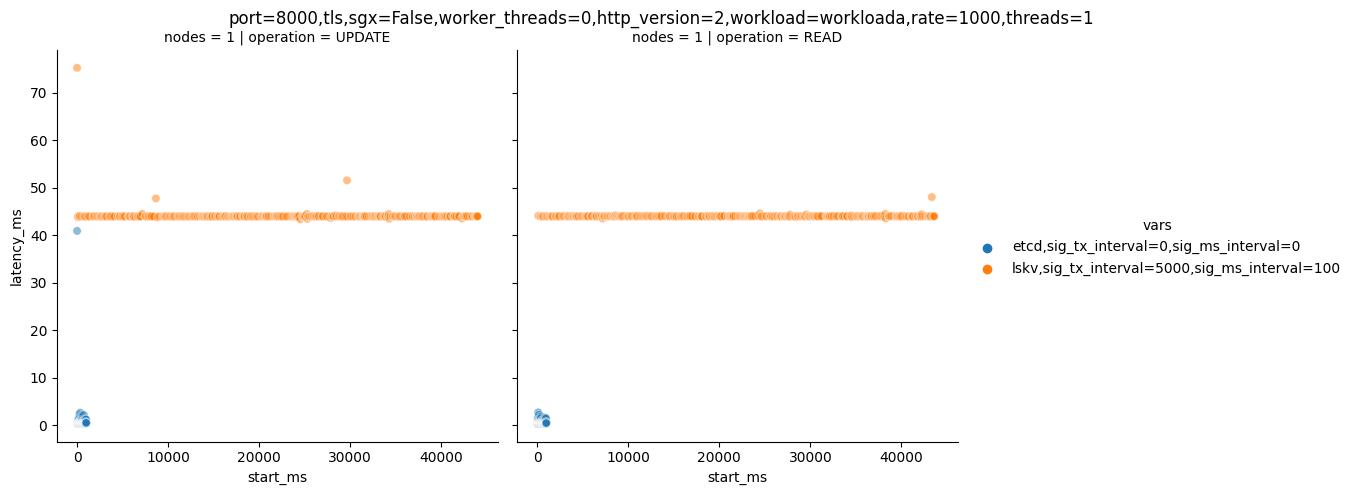 port=8000,tls,sgx=False,worker_threads=0,http_version=2,workload=workloada,rate=1000,threads=1
nodes = 1 | operation = UPDATE
nodes = 1 | operation = READ
latency_ms
70
60
50
40
30
20
10
0
0 10000 20000 30000 40000
start_ms
0 10000 20000 30000 40000
start_ms
vars
etcd,sig_tx_interval=0,sig_ms_interval=0
lskv,sig_tx_interval=5000,sig_ms_interval=100